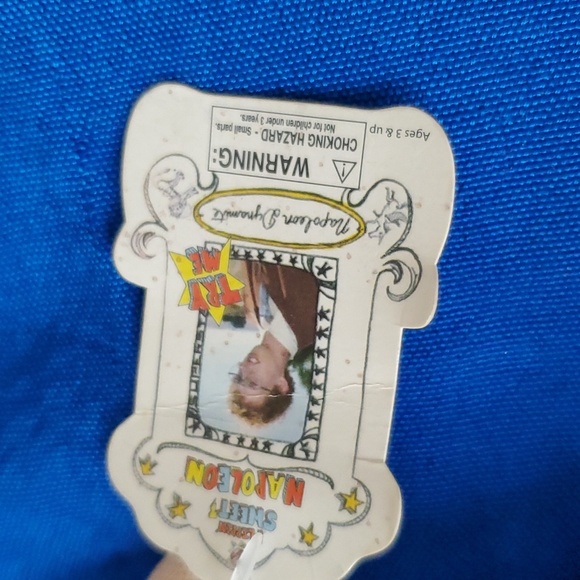 SWEET
NAPOLEON
TRY
ME
Napoleon Dynamite
WARNING:
CHOKING HAZARD - Small parts.
Not for children under 3 years.
Ages 3 & up